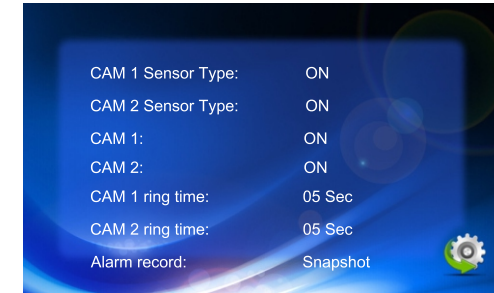 CAM 1 Sensor Type: ON
CAM 2 Sensor Type: ON
CAM 1: ON
CAM 2: ON
CAM 1 ring time: 05 Sec
CAM 2 ring time: 05 Sec
Alarm record: Snapshot